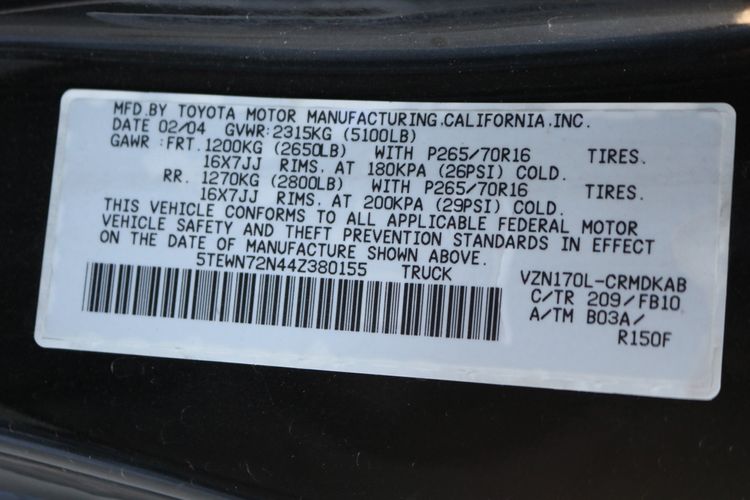 MFD.BY TOYOTA MOTOR MANUFACTURING.CALIFORNIA.INC.
DATE 02/04 GVWR:2315KG (5100LB)
GAWR :FRT.1200KG (2650LB) WITH P265/70R16 TIRES.
16X7JJ RIMS. AT 180KPA (26PSI) COLD.
RR. 1270KG (2800LB) WITH P265/70R16 TIRES.
16X7JJ RIMS. AT 200KPA (29PSI) COLD.
THIS VEHICLE CONFORMS TO ALL APPLICABLE FEDERAL MOTOR
VEHICLE SAFETY AND THEFT PREVENTION STANDARDS IN EFFECT
ON THE DATE OF MANUFACTURE SHOWN ABOVE.
5TEWN72N44Z380155 TRUCK
VZN170L-CRMDKAB
C/TR 209/FB10
A/TM B03A/
R150F